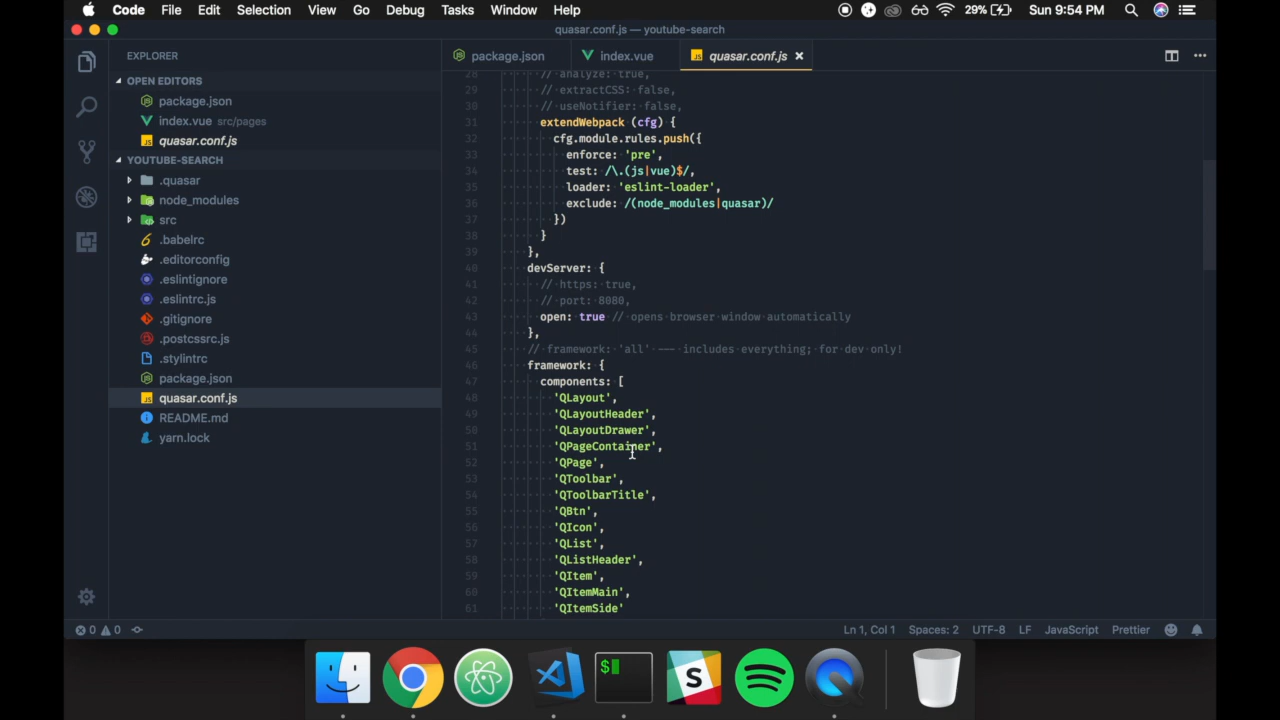 Code File Edit Selection View Go Debug Tasks Window Help 29% Sun 9:54 PM
quasar.conf.js — youtube-search
EXPLORER
OPEN EDITORS
package.json
index.vue src/pages
quasar.conf.js
YOUTUBE-SEARCH
.quasar
node_modules
src
.babelrc
.editorconfig
.eslintignore
.eslintrc.js
.gitignore
.postcssrc.js
.stylintrc
package.json
quasar.conf.js
README.md
yarn.lock
package.json index.vue quasar.conf.js
28 // analyze: true,
29 // extractCSS: false,
30 // useNotifier: false,
31 extendWebpack (cfg) {
32 cfg.module.rules.push({
33 enforce: 'pre',
34 test: /\.(js|vue)$/,
35 loader: 'eslint-loader',
36 exclude: /(node_modules|quasar)/
37 })
38 }
39 },
40 devServer: {
41 // https: true,
42 // port: 8080,
43 open: true // opens browser window automatically
44 },
45 // framework: 'all' --- includes everything; for dev only!
46 framework: {
47 components: [
48 'QLayout',
49 'QLayoutHeader',
50 'QLayoutDrawer',
51 'QPageContainer',
52 'QPage',
53 'QToolbar',
54 'QToolbarTitle',
55 'QBtn',
56 'QIcon',
57 'QList',
58 'QListHeader',
59 'QItem',
60 'QItemMain',
61 'QItemSide'
0 0 Ln 1, Col 1 Spaces: 2 UTF-8 LF JavaScript Prettier
$
S